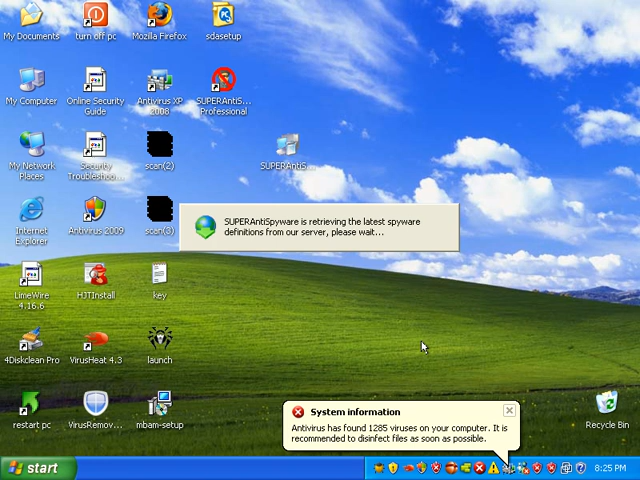 My Documents
turn off pc
Mozilla Firefox
sdasetup
My Computer
Online Security
Guide
Antivirus XP
2008
SUPERAntiS...
Professional
My Network
Places
Security
Troubleshoo...
scan(2)
SUPERAntiS...
Internet
Explorer
Antivirus 2009
scan(3)
SUPERAntiSpyware is retrieving the latest spyware
definitions from our server, please wait...
LimeWire
4.16.6
HJTInstall
key
4Diskclean Pro
VirusHeat 4.3
launch
restart pc
VirusRemov...
mbam-setup
System information
Antivirus has found 1285 viruses on your computer. It is
recommended to disinfect files as soon as possible.
Recycle Bin
start
8:25 PM